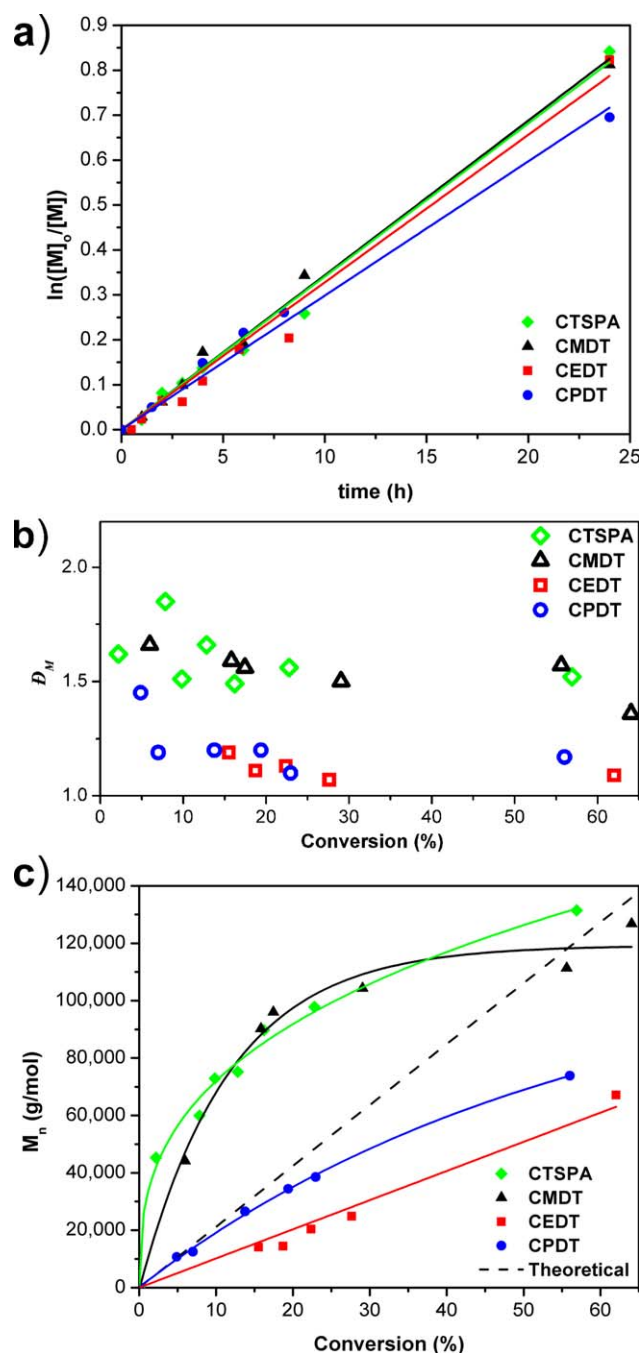 a)
0.9
0.8
0.7
0.6
0.5
0.4
0.3
0.2
0.1
0.0
ln([M]o/[M])
CTSPA
CMDT
CEDT
CPDT
0 5 10 15 20 25
time (h)
b)
2.0
1.5
1.0
ĐM
CTSPA
CMDT
CEDT
CPDT
0 10 20 30 40 50 60
Conversion (%)
c)
140,000
120,000
100,000
80,000
60,000
40,000
20,000
0
Mn (g/mol)
CTSPA
CMDT
CEDT
CPDT
Theoretical
0 10 20 30 40 50 60
Conversion (%)